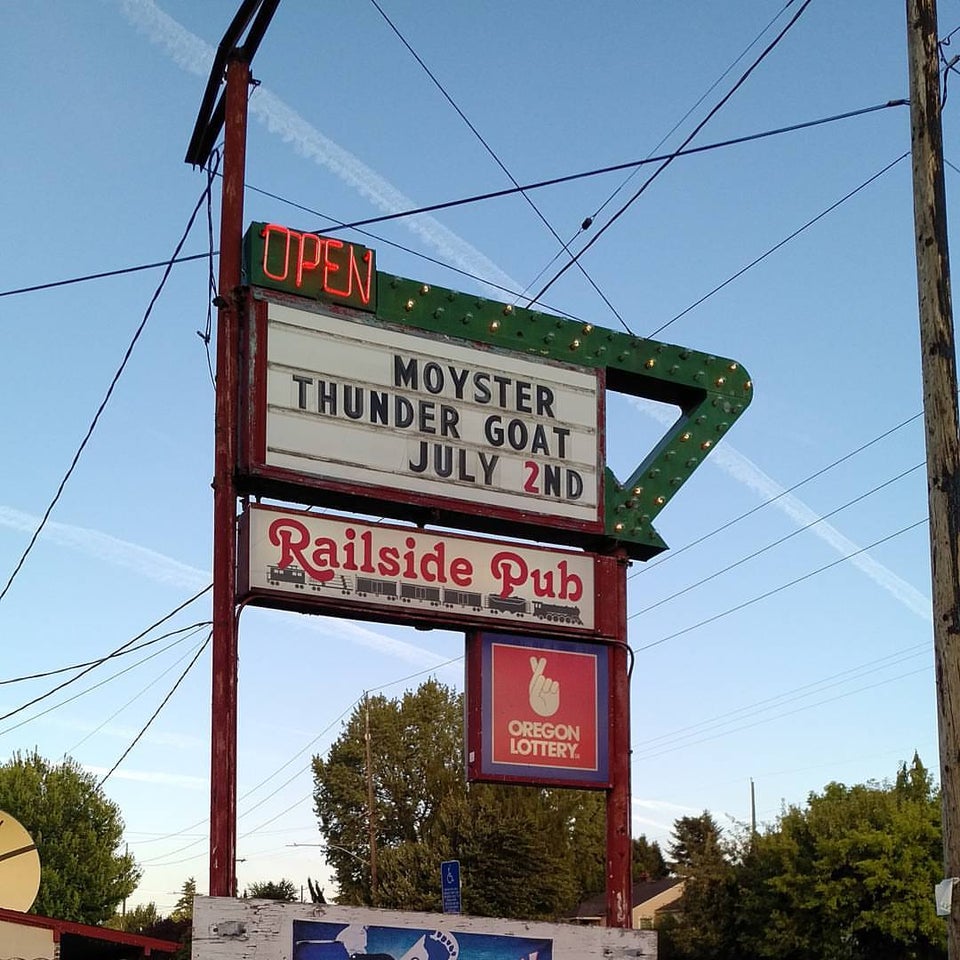 OPEN
MOYSTER
THUNDER GOAT
JULY 2ND
Railside Pub
OREGON
LOTTERY